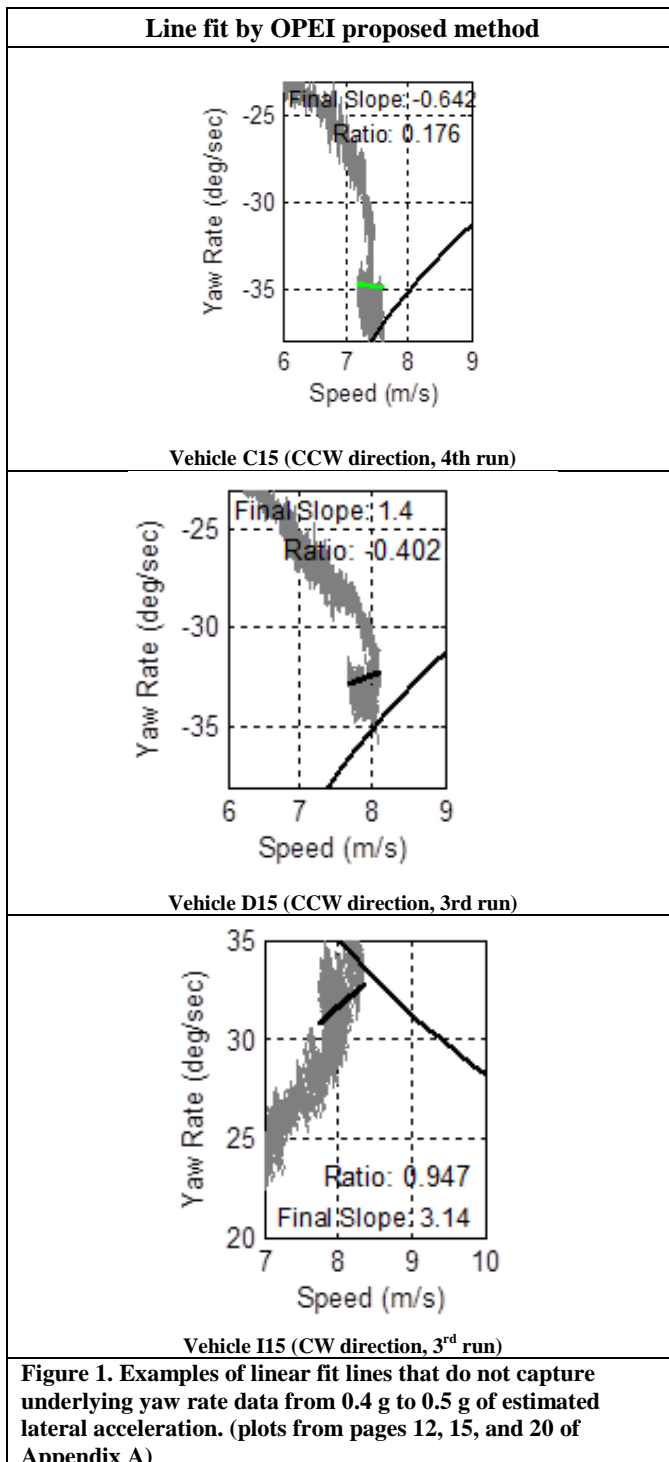 Line fit by OPEI proposed method
Final Slope: -0.642
Ratio: 0.176
Yaw Rate (deg/sec)
-25
-30
-35
6 7 8 9
Speed (m/s)
Vehicle C15 (CCW direction, 4th run)
Final Slope: 1.4
Ratio: -0.402
Yaw Rate (deg/sec)
-25
-30
-35
6 7 8 9
Speed (m/s)
Vehicle D15 (CCW direction, 3rd run)
Yaw Rate (deg/sec)
35
30
25
20
Ratio: 0.947
Final Slope: 3.14
7 8 9 10
Speed (m/s)
Vehicle I15 (CW direction, 3rd run)
Figure 1. Examples of linear fit lines that do not capture
underlying yaw rate data from 0.4 g to 0.5 g of estimated
lateral acceleration. (plots from pages 12, 15, and 20 of
Appendix A)